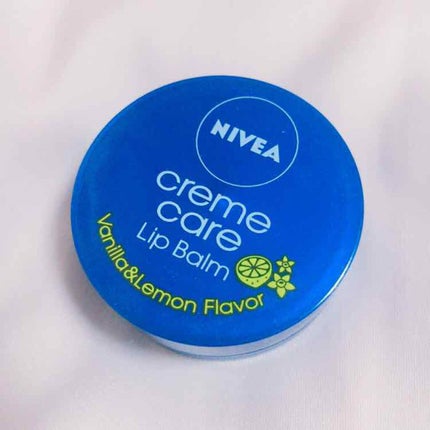 NIVEA
creme
care
Lip Balm
Vanilla&Lemon Flavor